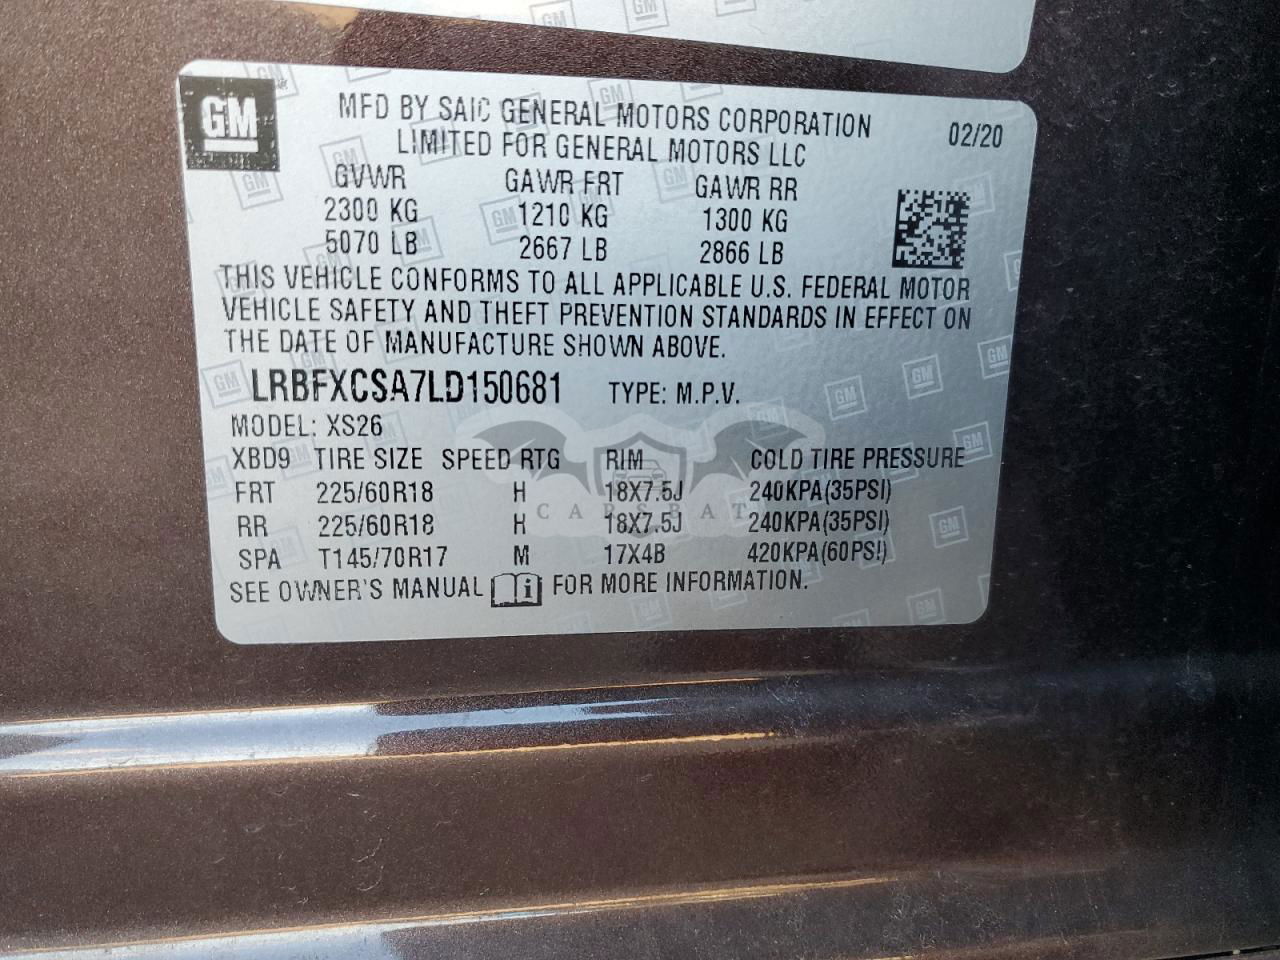 GM
MFD BY SAIC GENERAL MOTORS CORPORATION
LIMITED FOR GENERAL MOTORS LLC
02/20
GVWR GAWR FRT GAWR RR
2300 KG 1210 KG 1300 KG
5070 LB 2667 LB 2866 LB
THIS VEHICLE CONFORMS TO ALL APPLICABLE U.S. FEDERAL MOTOR
VEHICLE SAFETY AND THEFT PREVENTION STANDARDS IN EFFECT ON
THE DATE OF MANUFACTURE SHOWN ABOVE.
LRBFXCSA7LD150681 TYPE: M.P.V.
MODEL: XS26
XBD9 TIRE SIZE SPEED RTG RIM COLD TIRE PRESSURE
FRT 225/60R18 H 18X7.5J 240KPA(35PSI)
CARSBAT
RR 225/60R18 H 18X7.5J 240KPA(35PSI)
SPA T145/70R17 M 17X4B 420KPA(60PSI)
SEE OWNER'S MANUAL FOR MORE INFORMATION.